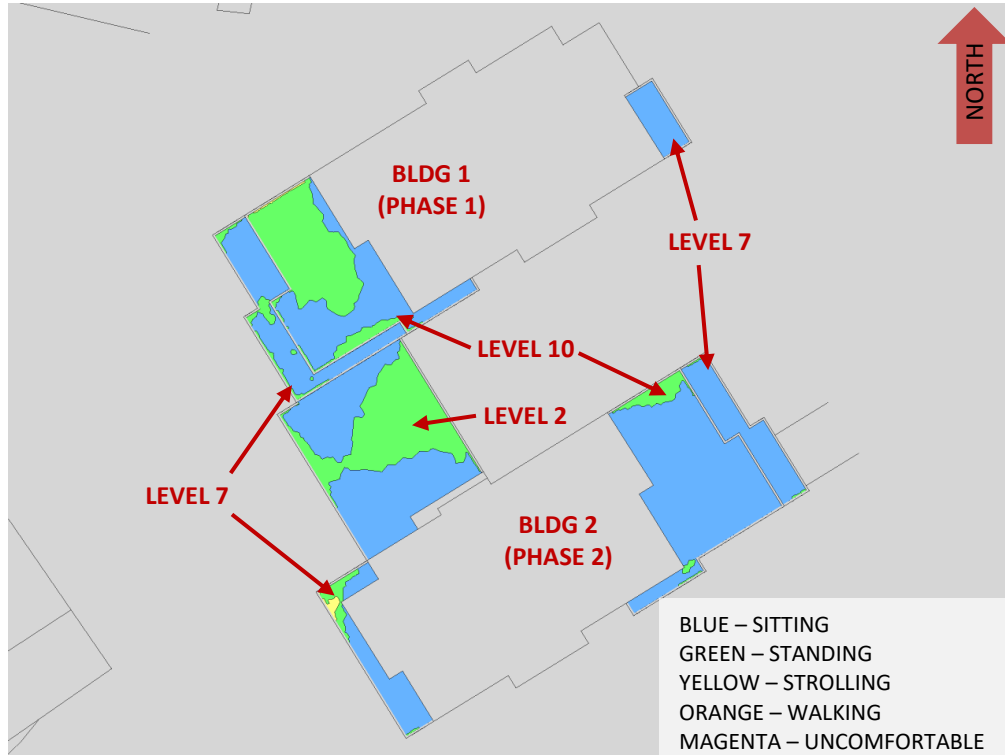 NORTH
BLDG 1
(PHASE 1)
LEVEL 7
LEVEL 10
LEVEL 2
LEVEL 7
BLDG 2
(PHASE 2)
BLUE – SITTING
GREEN – STANDING
YELLOW – STROLLING
ORANGE – WALKING
MAGENTA – UNCOMFORTABLE